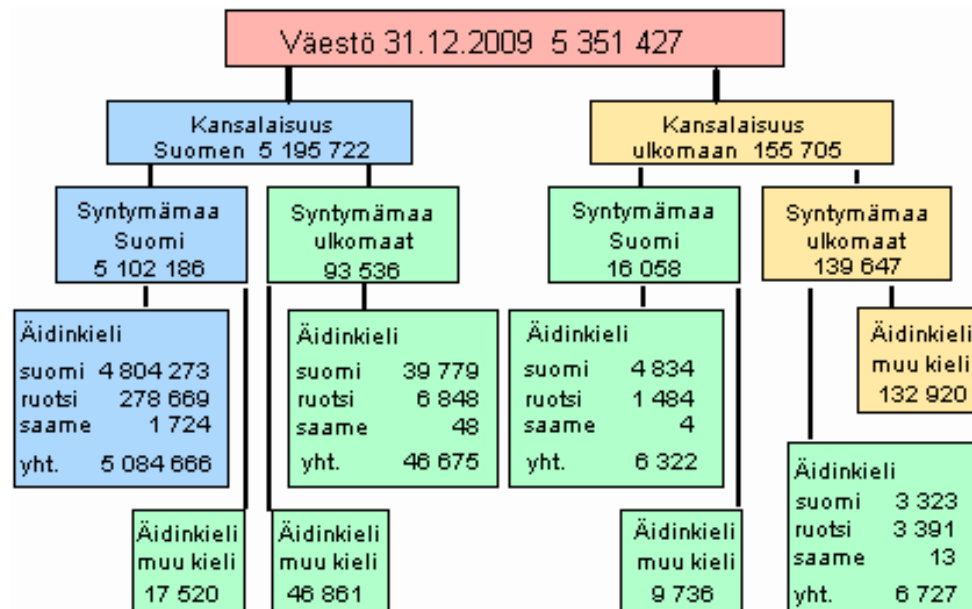 Väestö 31.12.2009 5 351 427
Kansalaisuus
Suomen 5 195 722
Kansalaisuus
ulkomaan 155 705
Syntymämaa
Suomi
5 102 186
Syntymämaa
ulkomaat
93 536
Syntymämaa
Suomi
16 058
Syntymämaa
ulkomaat
139 647
Äidinkieli
suomi 4 804 273
ruotsi 278 669
saame 1 724
yht. 5 084 666
Äidinkieli
suomi 39 779
ruotsi 6 848
saame 48
yht. 46 675
Äidinkieli
suomi 4 834
ruotsi 1 484
saame 4
yht. 6 322
Äidinkieli
muu kieli
132 920
Äidinkieli
muu kieli
17 520
Äidinkieli
muu kieli
46 861
Äidinkieli
muu kieli
9 736
Äidinkieli
suomi 3 323
ruotsi 3 391
saame 13
yht. 6 727